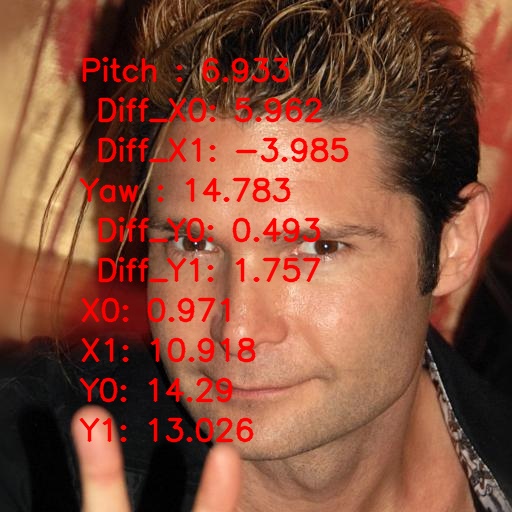 Pitch : 6.933
Diff_X0: 5.962
Diff_X1: -3.985
Yaw : 14.783
Diff_Y0: 0.493
Diff_Y1: 1.757
X0: 0.971
X1: 10.918
Y0: 14.29
Y1: 13.026